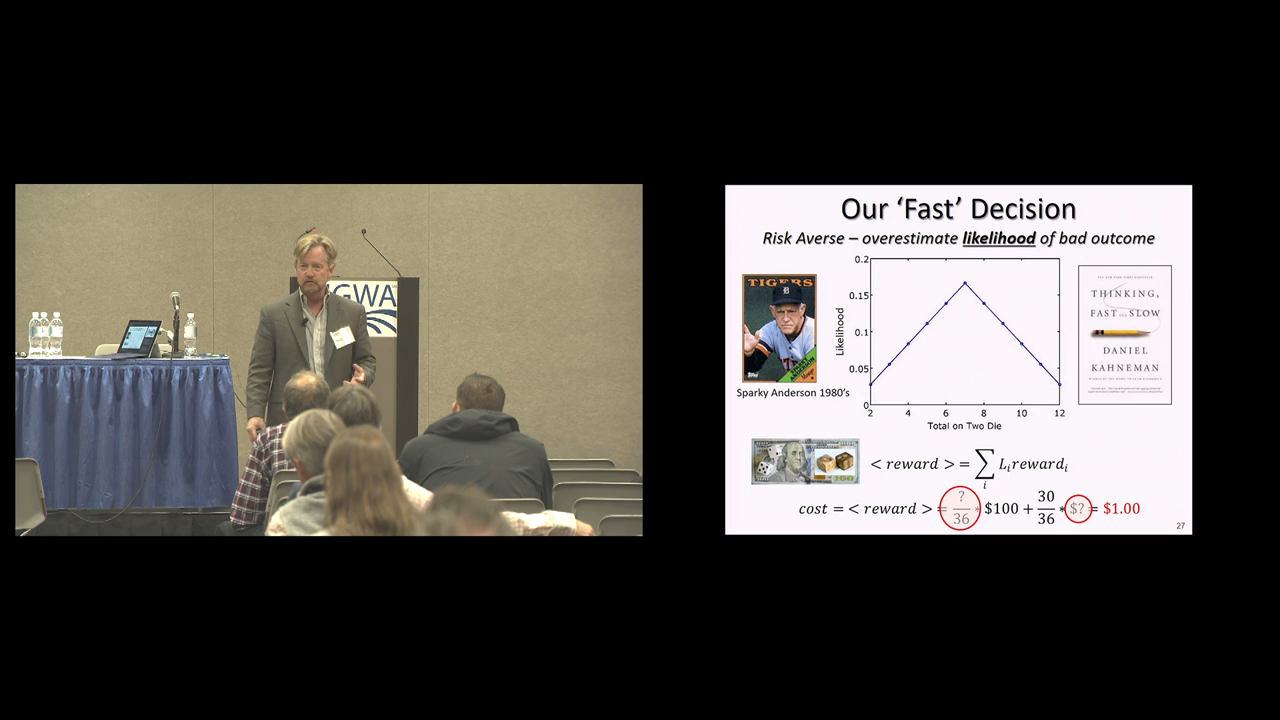 GWA
Our ‘Fast’ Decision
Risk Averse – overestimate likelihood of bad outcome
TIGERS
Sparky Anderson 1980’s
Likelihood
0.2
0.15
0.1
0.05
0
2 4 6 8 10 12
Total on Two Die
THINKING,
FAST AND SLOW
DANIEL
KAHNEMAN
100
< reward > = ∑ᵢ Lᵢrewardᵢ
cost = < reward > = ?/36 * $100 + 30/36 * $? = $1.00
27